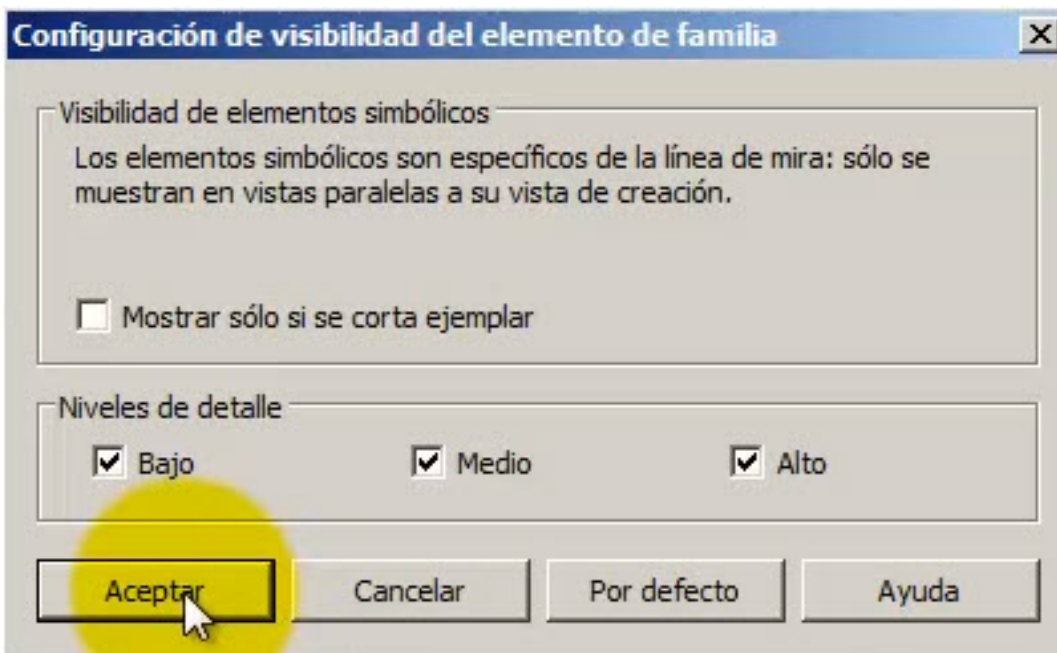 Configuración de visibilidad del elemento de familia
Visibilidad de elementos simbólicos
Los elementos simbólicos son específicos de la línea de mira: sólo se
muestran en vistas paralelas a su vista de creación.
Mostrar sólo si se corta ejemplar
Niveles de detalle
Bajo Medio Alto
Aceptar Cancelar Por defecto Ayuda